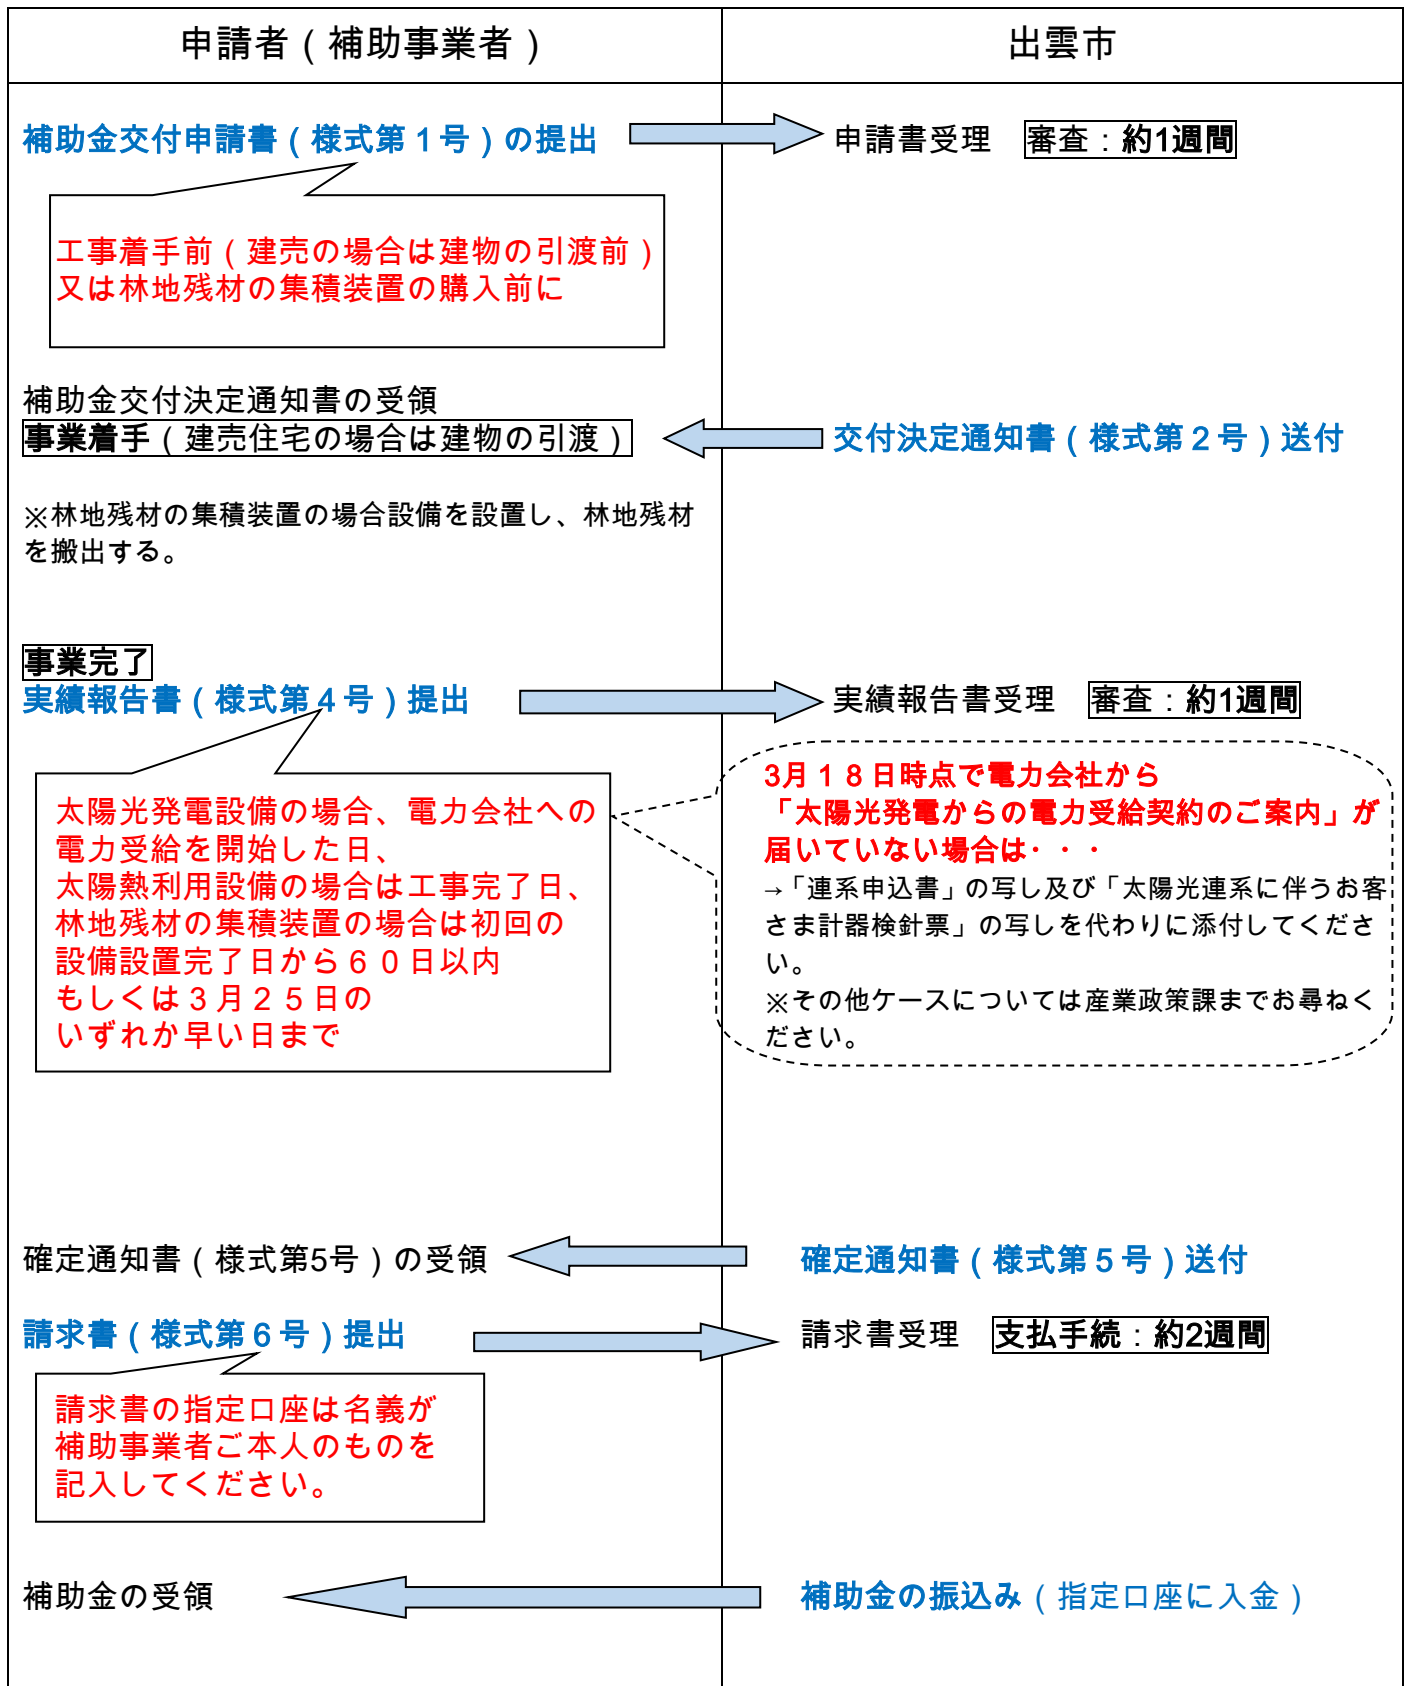 申請者（補助事業者）
出雲市
補助金交付申請書（様式第１号）の提出
申請書受理　審査：約1週間
工事着手前（建売の場合は建物の引渡前）
又は林地残材の集積装置の購入前に
補助金交付決定通知書の受領
事業着手（建売住宅の場合は建物の引渡）
交付決定通知書（様式第２号）送付
※林地残材の集積装置の場合設備を設置し、林地残材
を搬出する。
事業完了
実績報告書（様式第４号）提出
実績報告書受理　審査：約1週間
太陽光発電設備の場合、電力会社への
電力受給を開始した日、
太陽熱利用設備の場合は工事完了日、
林地残材の集積装置の場合は初回の
設備設置完了日から６０日以内
もしくは３月２５日の
いずれか早い日まで
3月１８日時点で電力会社から
「太陽光発電からの電力受給契約のご案内」が
届いていない場合は・・・
→「連系申込書」の写し及び「太陽光連系に伴うお客
さま計器検針票」の写しを代わりに添付してくださ
い。
※その他ケースについては産業政策課までお尋ねく
ださい。
確定通知書（様式第5号）の受領
確定通知書（様式第５号）送付
請求書（様式第６号）提出
請求書受理　支払手続：約2週間
請求書の指定口座は名義が
補助事業者ご本人のものを
記入してください。
補助金の受領
補助金の振込み（指定口座に入金）